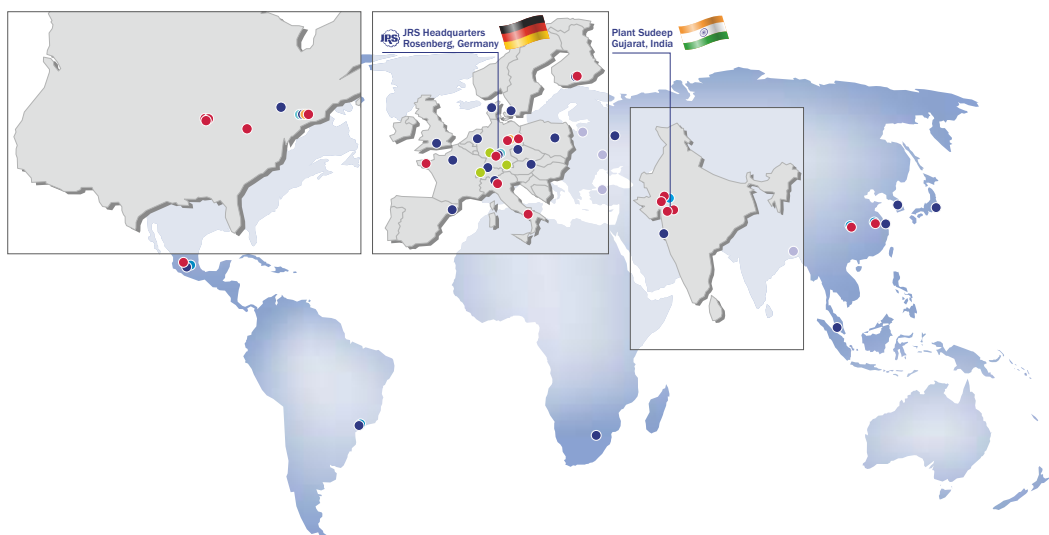 JRS JRS Headquarters
Rosenberg, Germany
Plant Sudeep
Gujarat, India